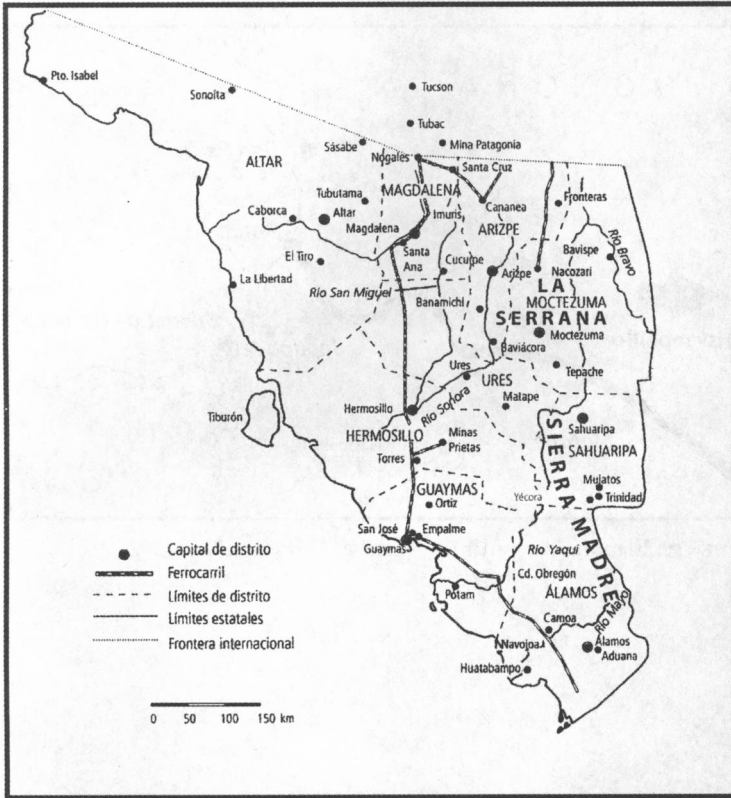 Pto. Isabel
Sonoíta
Tucson
Tubac
Sásabe
Mina Patagonia
Nogales
Santa Cruz
ALTAR
MAGDALENA
Tubutama
Cananea
Fronteras
Caborca
Altar
Imuris
Magdalena
ARIZPE
Santa
Ana
Cucurpe
Bavispe
Río Bravo
El Tiro
Arizpe
Nacozari
La Libertad
Río San Miguel
LA
Banamichi
MOCTEZUMA
SERRANA
Moctezuma
Baviácora
Ures
URES
Tepache
Matape
Tiburón
Hermosillo
Río Sonora
Sahuaripa
HERMOSILLO
Minas
Prietas
SAHUARIPA
Torres
SIERRA MADRE
Mulatos
GUAYMAS
Trinidad
Yécora
Ortiz
San José
Empalme
Guaymas
Río Yaqui
Cd. Obregón
Potam
ÁLAMOS
Río Mayo
Camoa
Navojoa
Álamos
Aduana
Huatabampo
Capital de distrito
Ferrocarril
Límites de distrito
Límites estatales
Frontera internacional
0 50 100 150 km